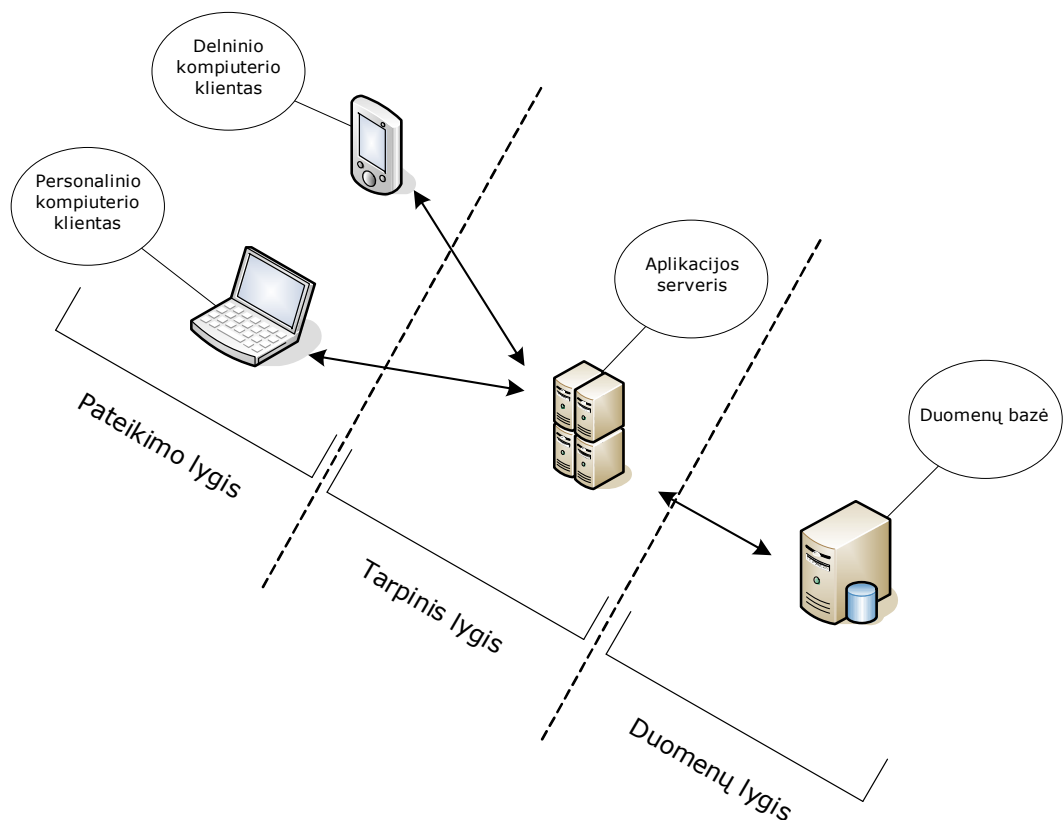 Delninio
kompiuterio
klientas
Personalinio
kompiuterio
klientas
Aplikacijos
serveris
Duomenų bazė
Pateikimo lygis
Tarpinis lygis
Duomenų lygis